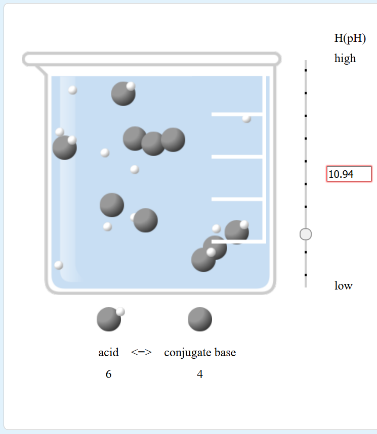 H(pH)
high
10.94
low
acid <=> conjugate base
6 4